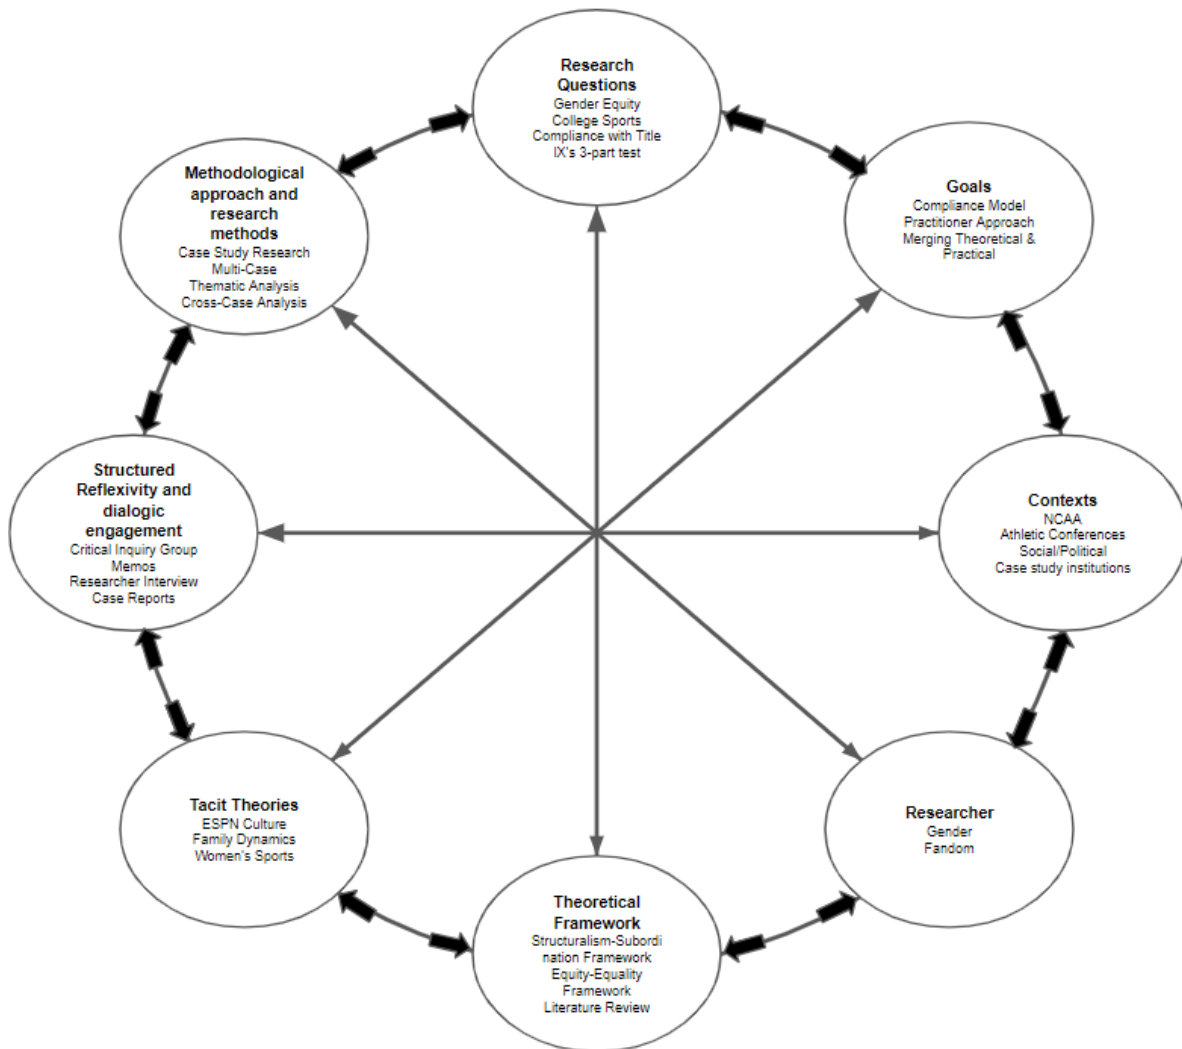 Research
Questions
Gender Equity
College Sports
Compliance with Title
IX's 3-part test
Goals
Compliance Model
Practitioner Approach
Merging Theoretical &
Practical
Contexts
NCAA
Athletic Conferences
Social/Political
Case study institutions
Researcher
Gender
Fandom
Theoretical
Framework
Structuralism-Subordi
nation Framework
Equity-Equality
Framework
Literature Review
Tacit Theories
ESPN Culture
Family Dynamics
Women's Sports
Structured
Reflexivity and
dialogic
engagement
Critical Inquiry Group
Memos
Researcher Interview
Case Reports
Methodological
approach and
research
methods
Case Study Research
Multi-Case
Thematic Analysis
Cross-Case Analysis